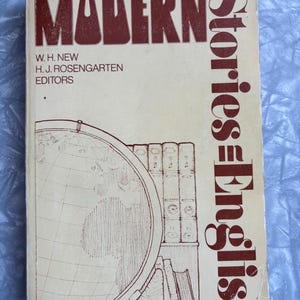 MODERN
Stories in English
W. H. NEW
H. J. ROSENGARTEN
EDITORS